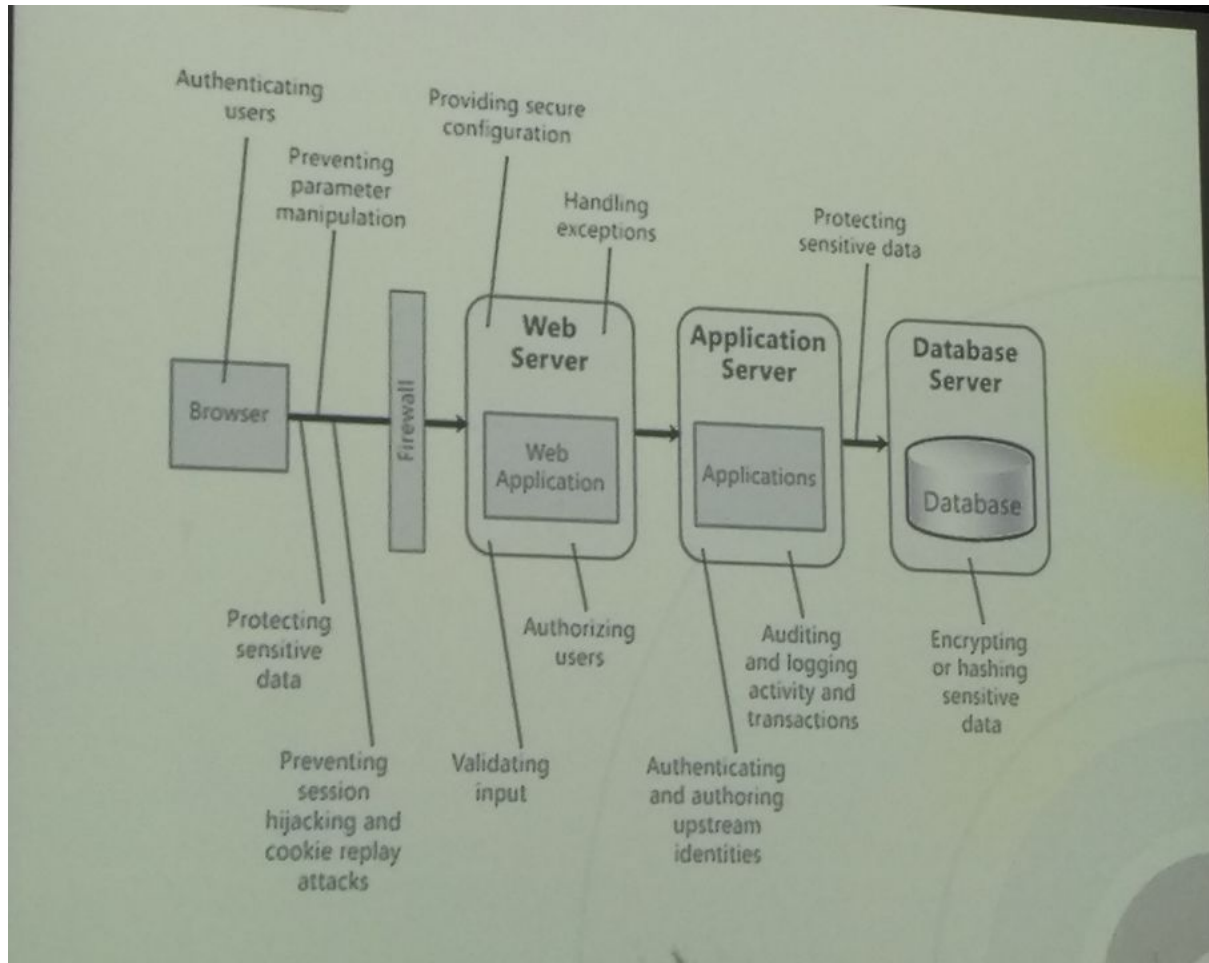 Authenticating
users
Preventing
parameter
manipulation
Providing secure
configuration
Handling
exceptions
Protecting
sensitive data
Browser
Firewall
Web
Server
Web
Application
Application
Server
Applications
Database
Server
Database
Protecting
sensitive
data
Preventing
session
hijacking and
cookie replay
attacks
Validating
input
Authorizing
users
Authenticating
and authoring
upstream
identities
Auditing
and logging
activity and
transactions
Encrypting
or hashing
sensitive
data